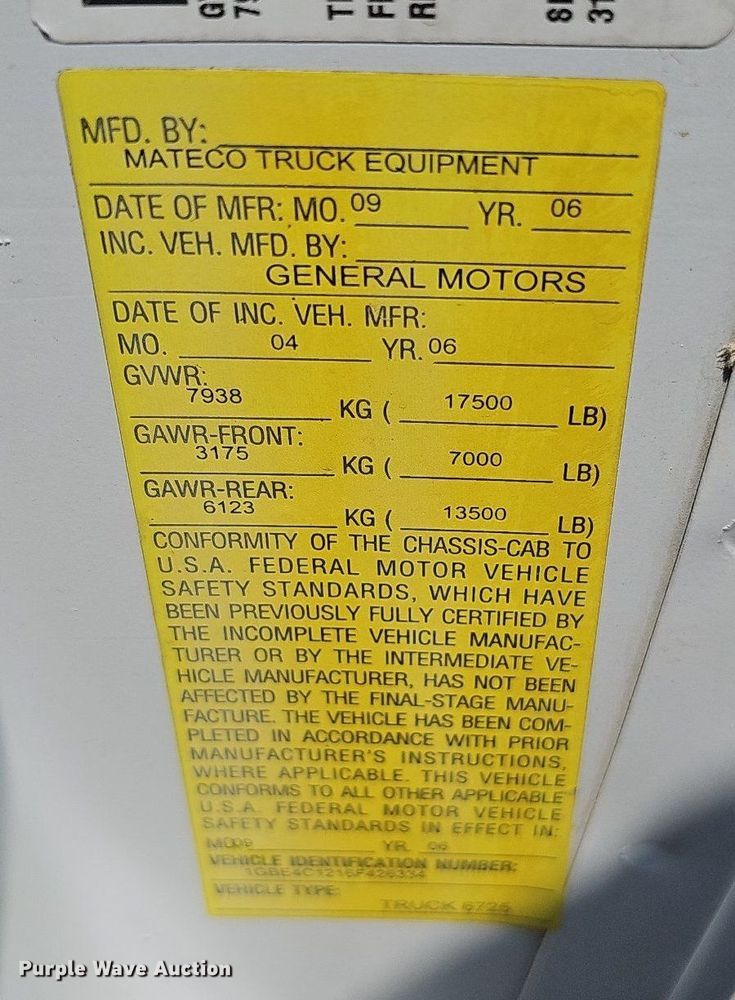 MFD. BY:
MATECO TRUCK EQUIPMENT
DATE OF MFR: MO. 09 YR. 06
INC. VEH. MFD. BY:
GENERAL MOTORS
DATE OF INC. VEH. MFR:
MO. 04 YR. 06
GVWR:
7938 KG ( 17500 LB)
GAWR-FRONT:
3175 KG ( 7000 LB)
GAWR-REAR:
6123 KG ( 13500 LB)
CONFORMITY OF THE CHASSIS-CAB TO
U.S.A. FEDERAL MOTOR VEHICLE
SAFETY STANDARDS, WHICH HAVE
BEEN PREVIOUSLY FULLY CERTIFIED BY
THE INCOMPLETE VEHICLE MANUFAC-
TURER OR BY THE INTERMEDIATE VE-
HICLE MANUFACTURER, HAS NOT BEEN
AFFECTED BY THE FINAL-STAGE MANU-
FACTURE. THE VEHICLE HAS BEEN COM-
PLETED IN ACCORDANCE WITH PRIOR
MANUFACTURER'S INSTRUCTIONS,
WHERE APPLICABLE. THIS VEHICLE
CONFORMS TO ALL OTHER APPLICABLE
U.S.A. FEDERAL MOTOR VEHICLE
SAFETY STANDARDS IN EFFECT IN:
MO. 09 YR. 06
VEHICLE IDENTIFICATION NUMBER:
1GBE4C1216F426334
VEHICLE TYPE:
TRUCK 6725
Purple Wave Auction